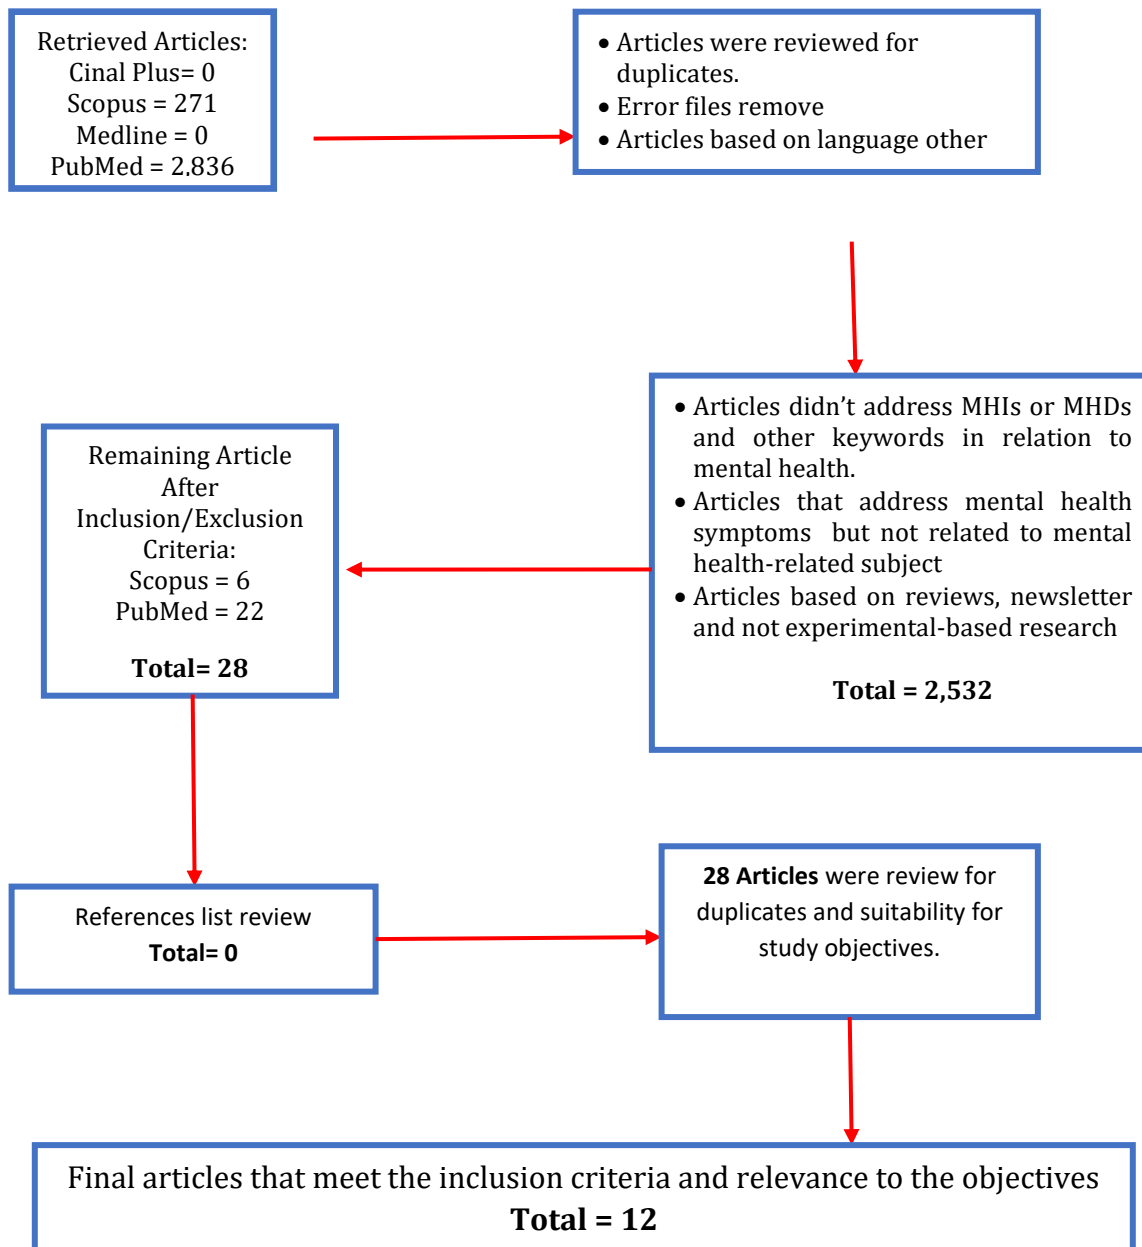 Retrieved Articles:
Cinal Plus= 0
Scopus = 271
Medline = 0
PubMed = 2,836
• Articles were reviewed for
duplicates.
• Error files remove
• Articles based on language other
• Articles didn’t address MHIs or MHDs
and other keywords in relation to
mental health.
• Articles that address mental health
symptoms but not related to mental
health-related subject
• Articles based on reviews, newsletter
and not experimental-based research
Total = 2,532
Remaining Article
After
Inclusion/Exclusion
Criteria:
Scopus = 6
PubMed = 22
Total= 28
References list review
Total= 0
28 Articles were review for
duplicates and suitability for
study objectives.
Final articles that meet the inclusion criteria and relevance to the objectives
Total = 12